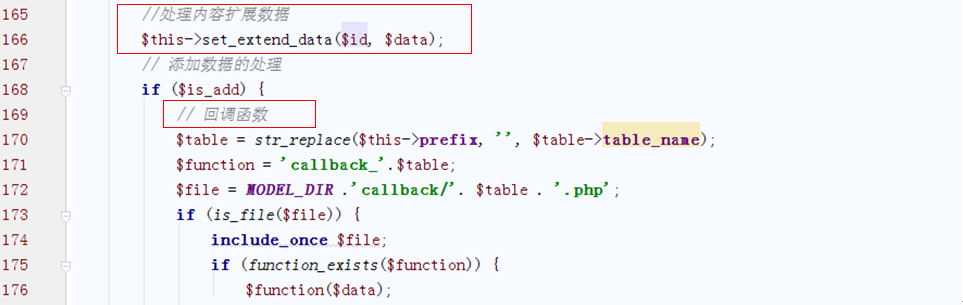 165 //处理内容扩展数据
166 $this->set_extend_data($id, $data);
167 // 添加数据的处理
168 if ($is_add) {
169 // 回调函数
170 $table = str_replace($this->prefix, '', $table->table_name);
171 $function = 'callback_'.$table;
172 $file = MODEL_DIR .'callback/'. $table . '.php';
173 if (is_file($file)) {
174 include_once $file;
175 if (function_exists($function)) {
176 $function($data);